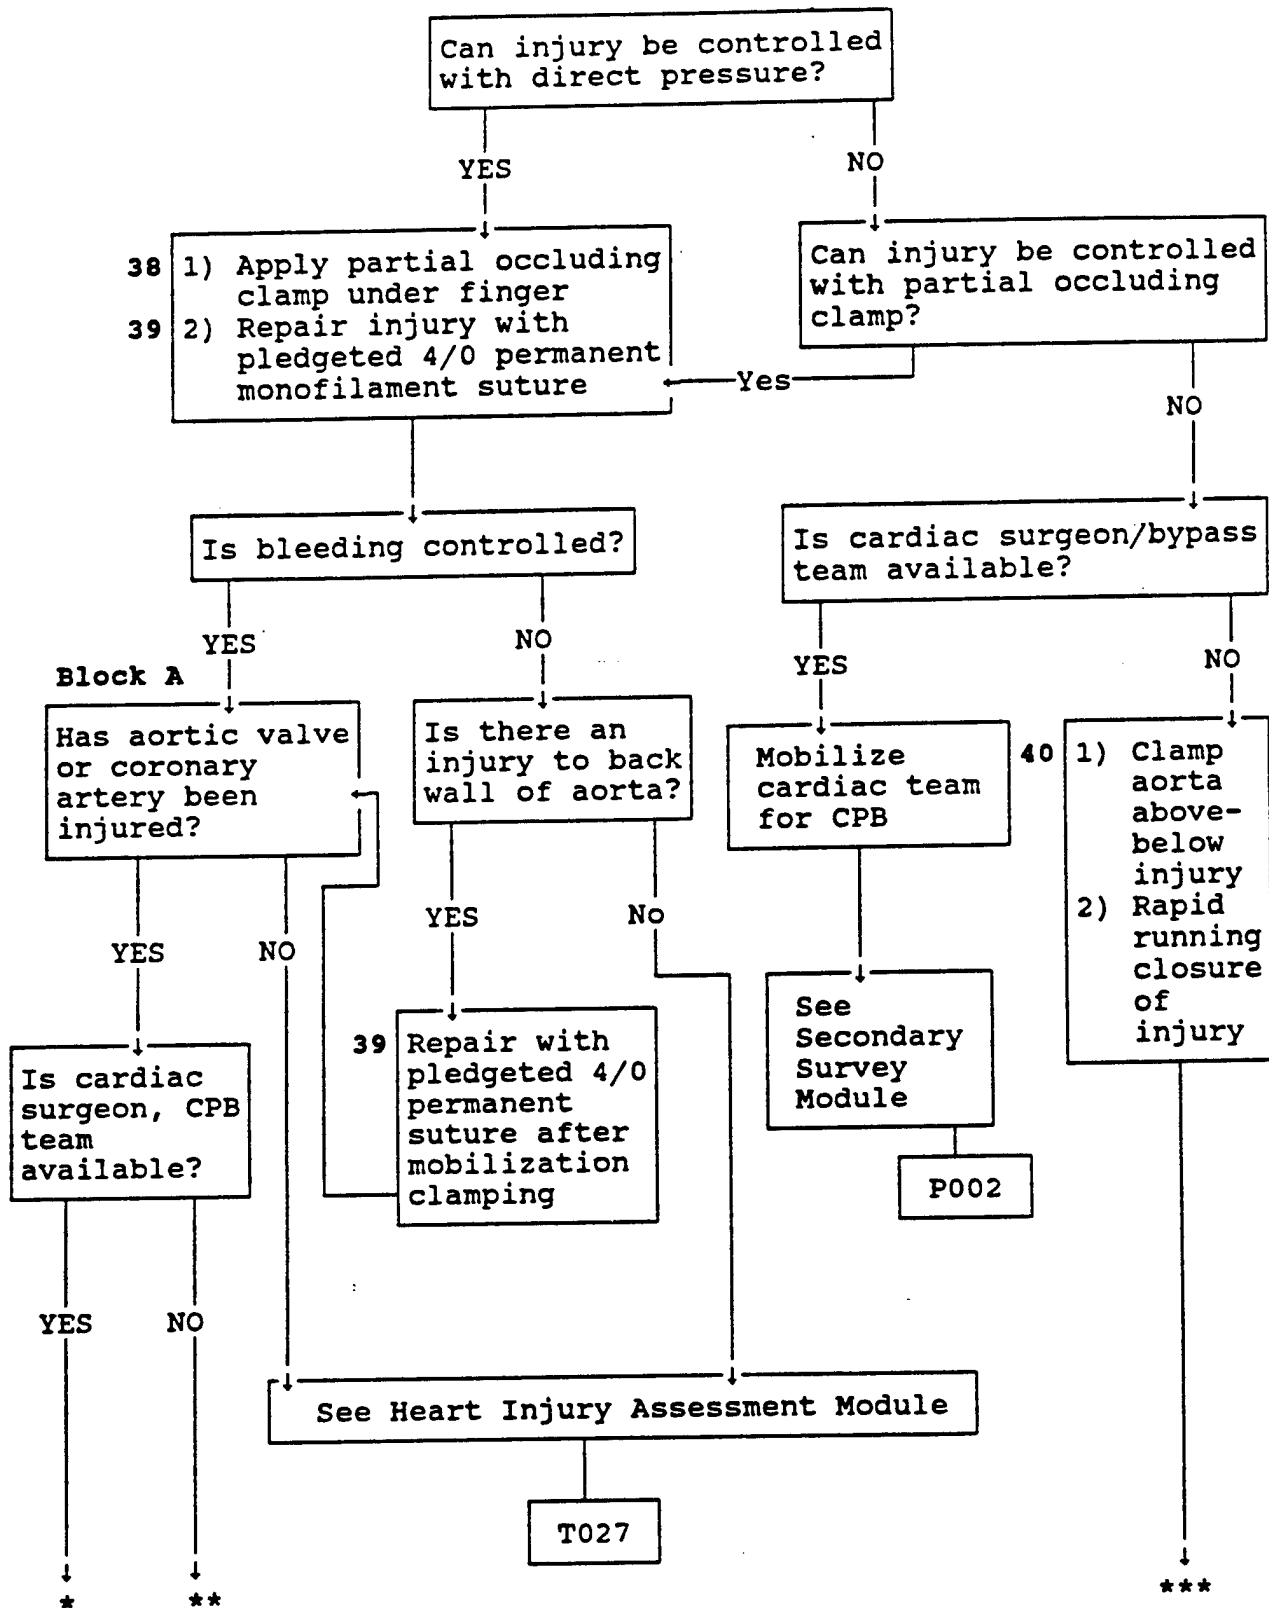 Can injury be controlled
with direct pressure?
YES
NO
38 1) Apply partial occluding
clamp under finger
39 2) Repair injury with
pledgeted 4/0 permanent
monofilament suture
Can injury be controlled
with partial occluding
clamp?
Yes
NO
Is bleeding controlled?
Is cardiac surgeon/bypass
team available?
YES
NO
YES
NO
Block A
Has aortic valve
or coronary
artery been
injured?
Is there an
injury to back
wall of aorta?
Mobilize
cardiac team
for CPB
40 1) Clamp
aorta
above-
below
injury
2) Rapid
running
closure
of
injury
YES
NO
YES
No
See
Secondary
Survey
Module
P002
39 Repair with
pledgeted 4/0
permanent
suture after
mobilization
clamping
Is cardiac
surgeon, CPB
team
available?
YES
NO
See Heart Injury Assessment Module
T027
*
**
***